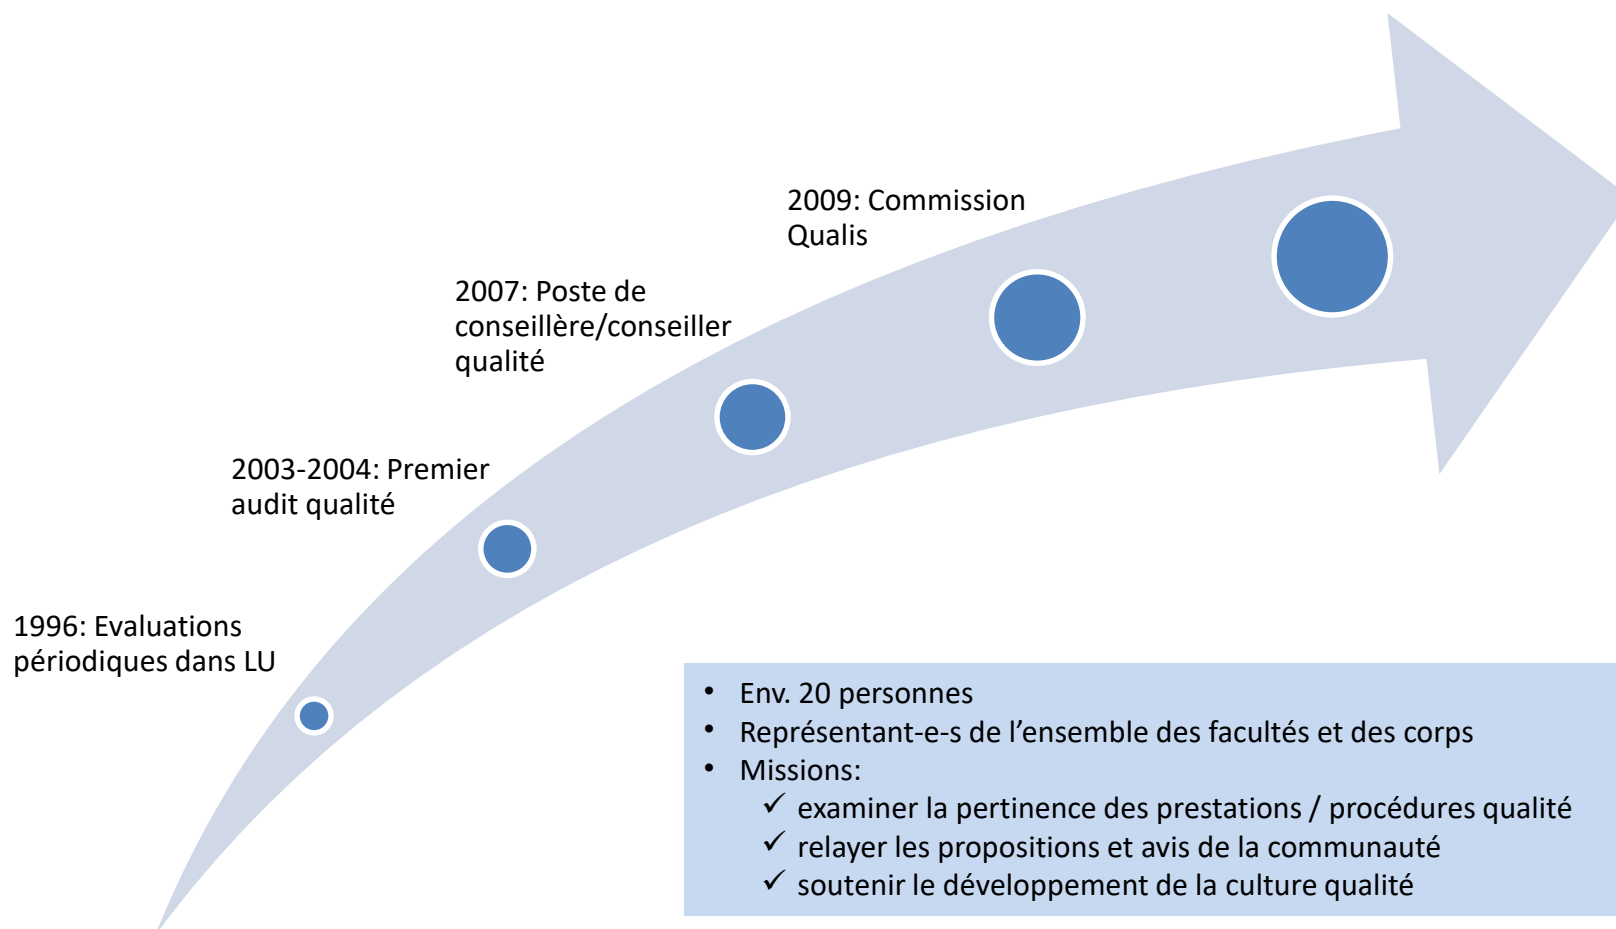 2009: Commission
Qualis
2007: Poste de
conseillère/conseiller
qualité
2003-2004: Premier
audit qualité
1996: Evaluations
périodiques dans LU
• Env. 20 personnes
• Représentant-e-s de l’ensemble des facultés et des corps
• Missions:
✓ examiner la pertinence des prestations / procédures qualité
✓ relayer les propositions et avis de la communauté
✓ soutenir le développement de la culture qualité